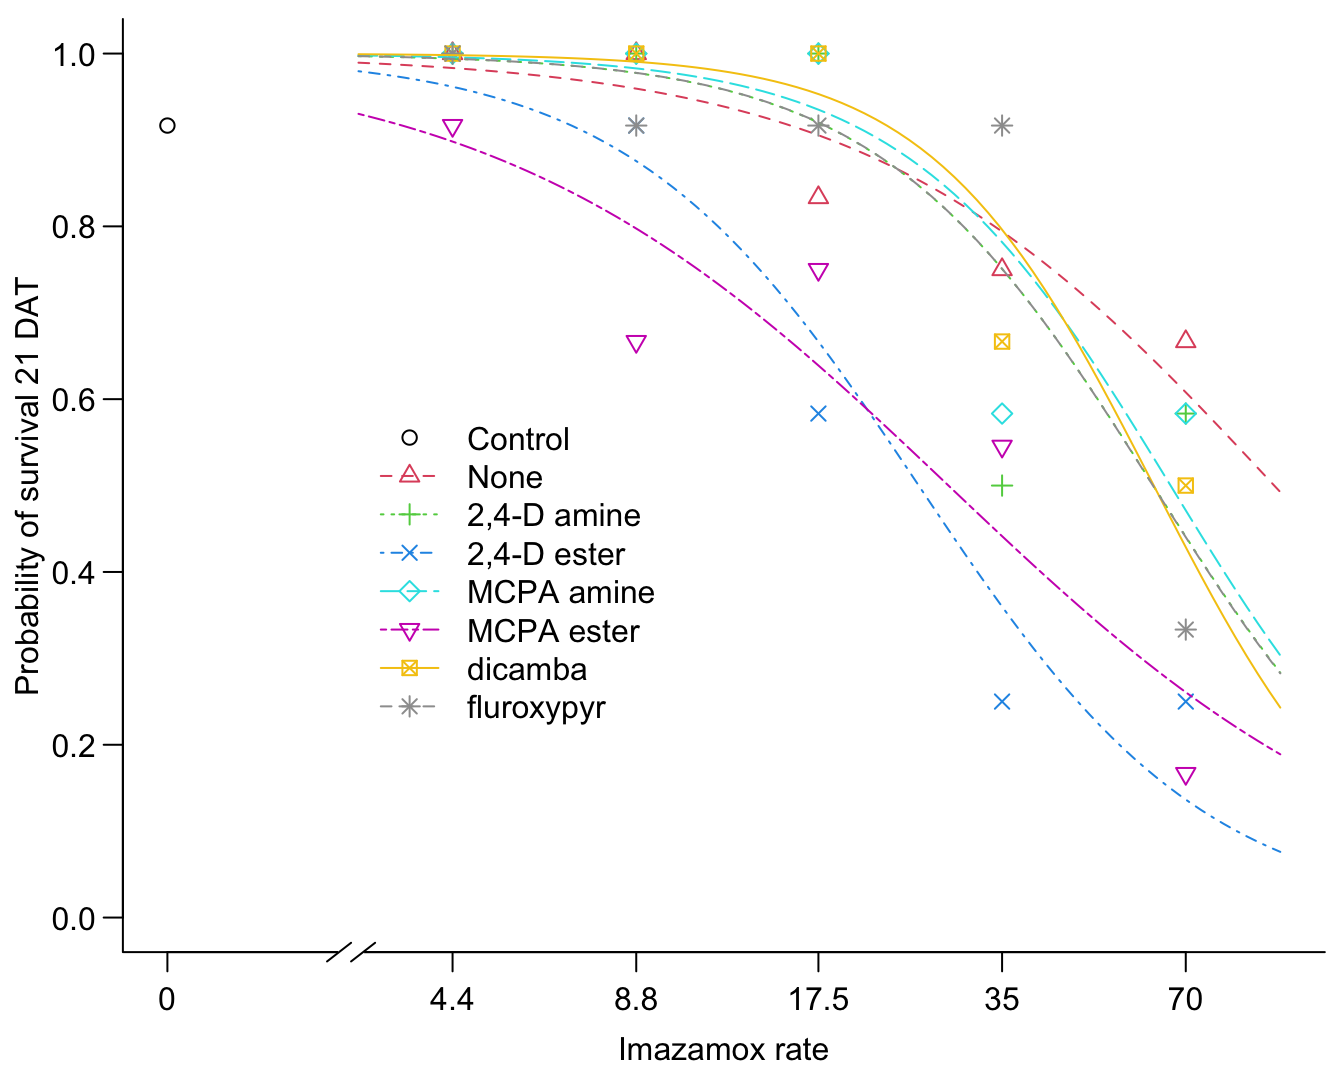 Probability of survival 21 DAT
1.0
0.8
0.6
0.4
0.2
0.0
Control
None
2,4-D amine
2,4-D ester
MCPA amine
MCPA ester
dicamba
fluroxypyr
0 4.4 8.8 17.5 35 70
Imazamox rate